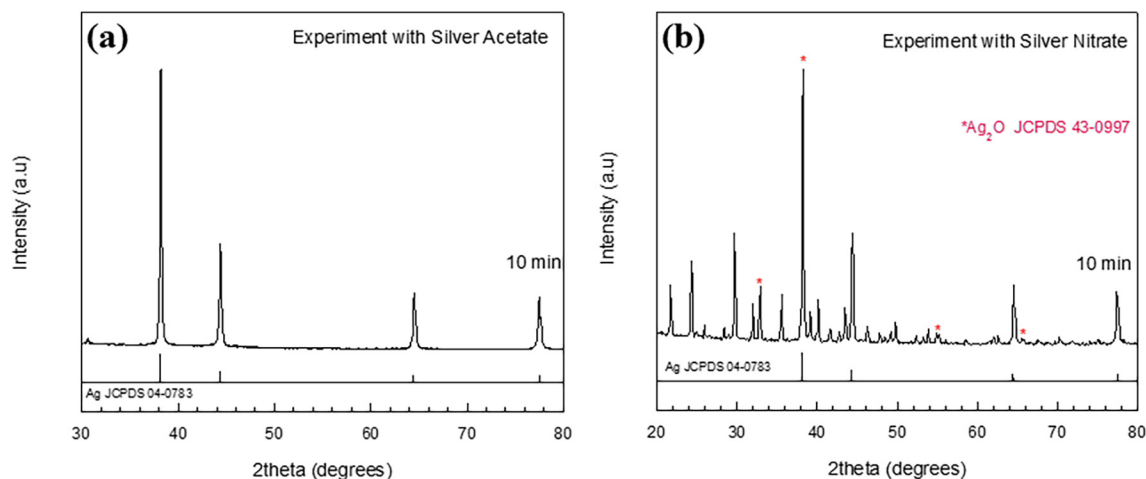 (a)
Experiment with Silver Acetate
Intensity (a.u)
10 min
Ag JCPDS 04-0783
30 40 50 60 70 80
2theta (degrees)
(b)
Experiment with Silver Nitrate
*
*Ag₂O JCPDS 43-0997
Intensity (a.u)
10 min
*
*
*
Ag JCPDS 04-0783
20 30 40 50 60 70 80
2theta (degrees)